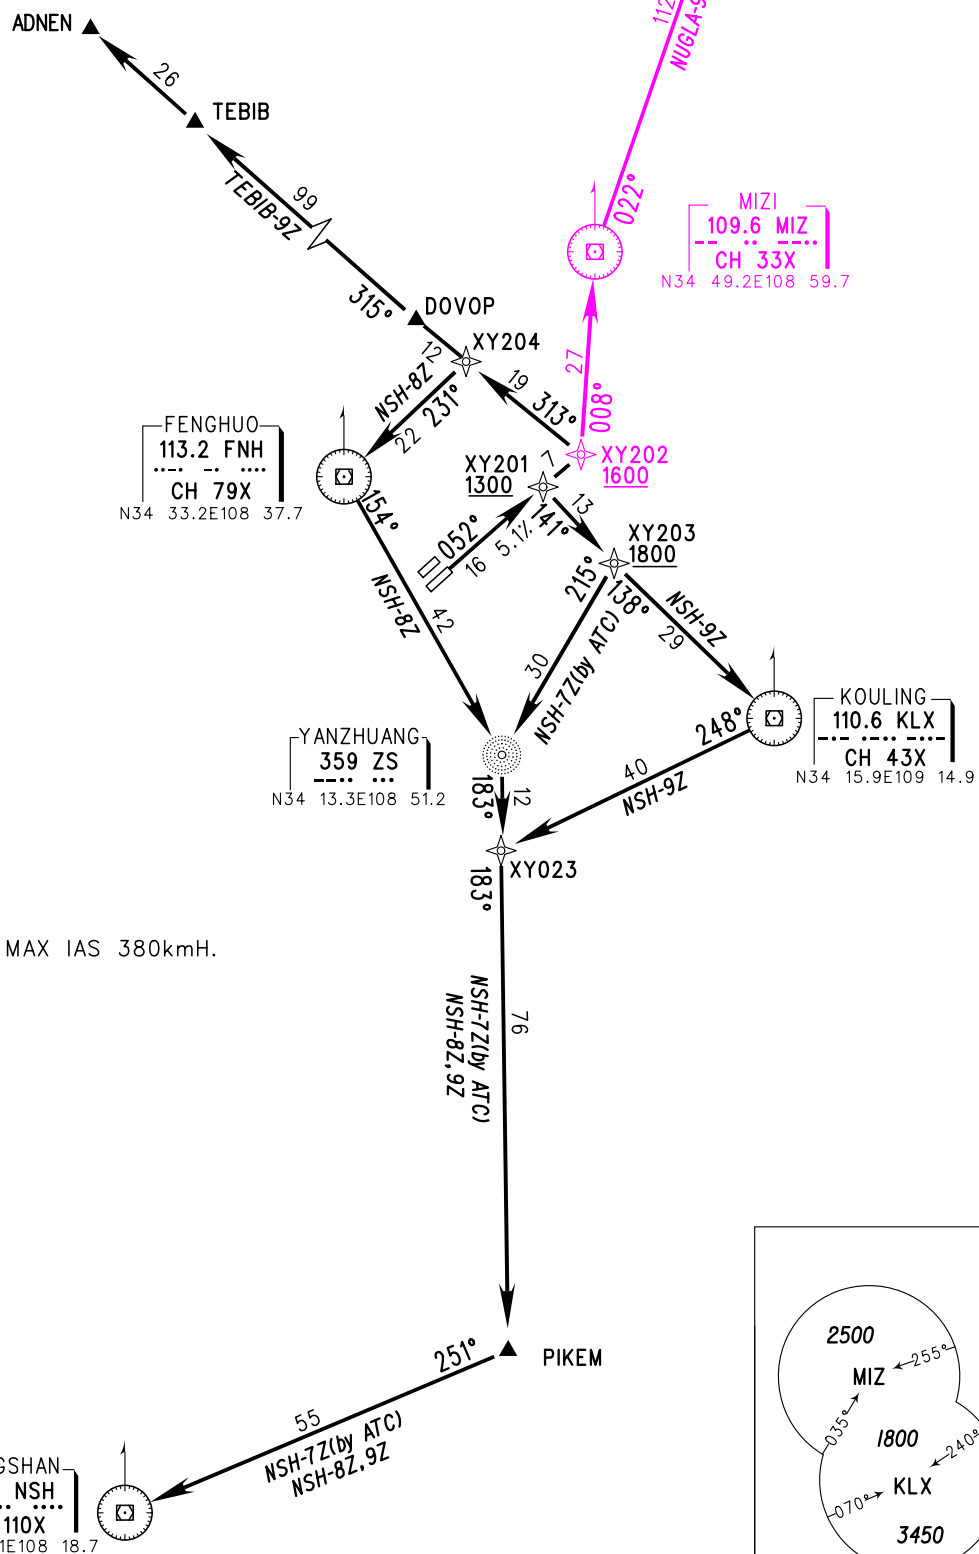 ADNEN
26
TEBIB
99
TEBIB-9Z
315°
DOVOP
12
XY204
112
NUGLA-9
022°
MIZI
109.6 MIZ
CH 33X
N34 49.2E108 59.7
27
008°
19
313°
NSH-8Z
231°
22
FENGHUO
113.2 FNH
CH 79X
N34 33.2E108 37.7
XY202
1600
XY201
1300
7
13
141°
052°
16 5.1%
154°
NSH-8Z
42
XY203
1800
215°
138°
NSH-9Z
29
30
NSH-7Z(by ATC)
KOULING
110.6 KLX
CH 43X
N34 15.9E109 14.9
248°
40
NSH-9Z
YANZHUANG
359 ZS
N34 13.3E108 51.2
183°
12
XY023
183°
MAX IAS 380kmH.
NSH-7Z(by ATC)
NSH-8Z,9Z
76
PIKEM
251°
55
NSH-7Z(by ATC)
NSH-8Z,9Z
GSHAN
NSH
110X
1E108 18.7
2500
MIZ
255°
035°
1800
240°
KLX
070°
3450